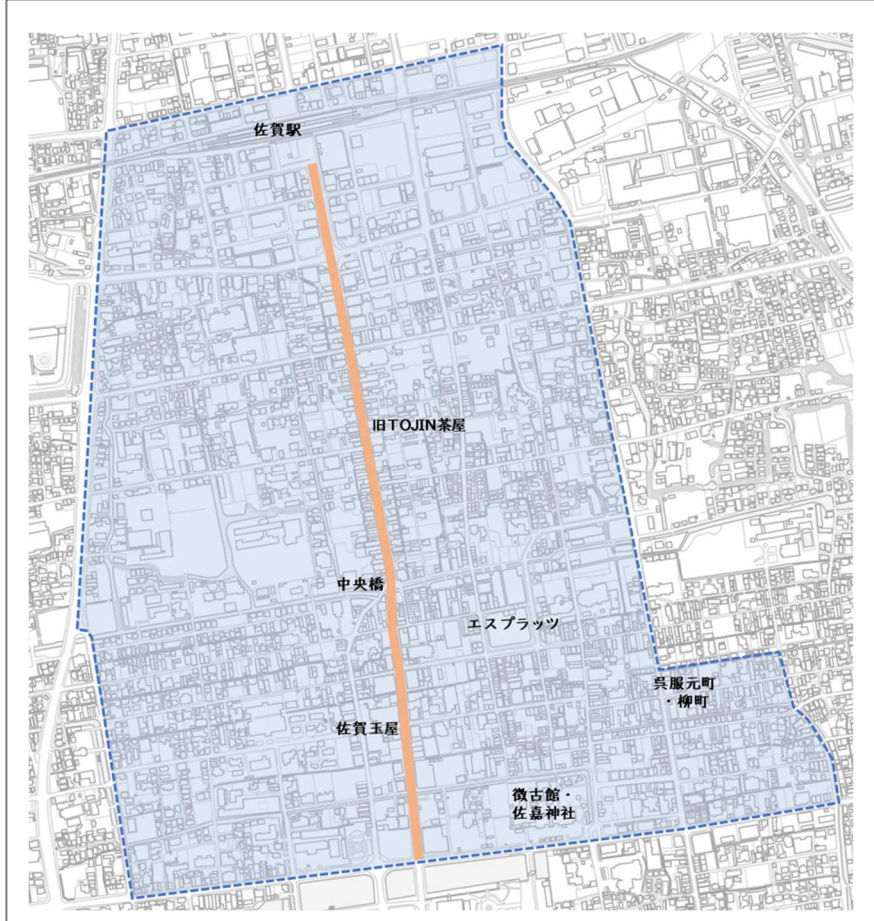 佐賀駅
旧TOJIN茶屋
中央橋
エスプラッツ
呉服元町
・柳町
佐賀玉屋
徴古館・
佐嘉神社